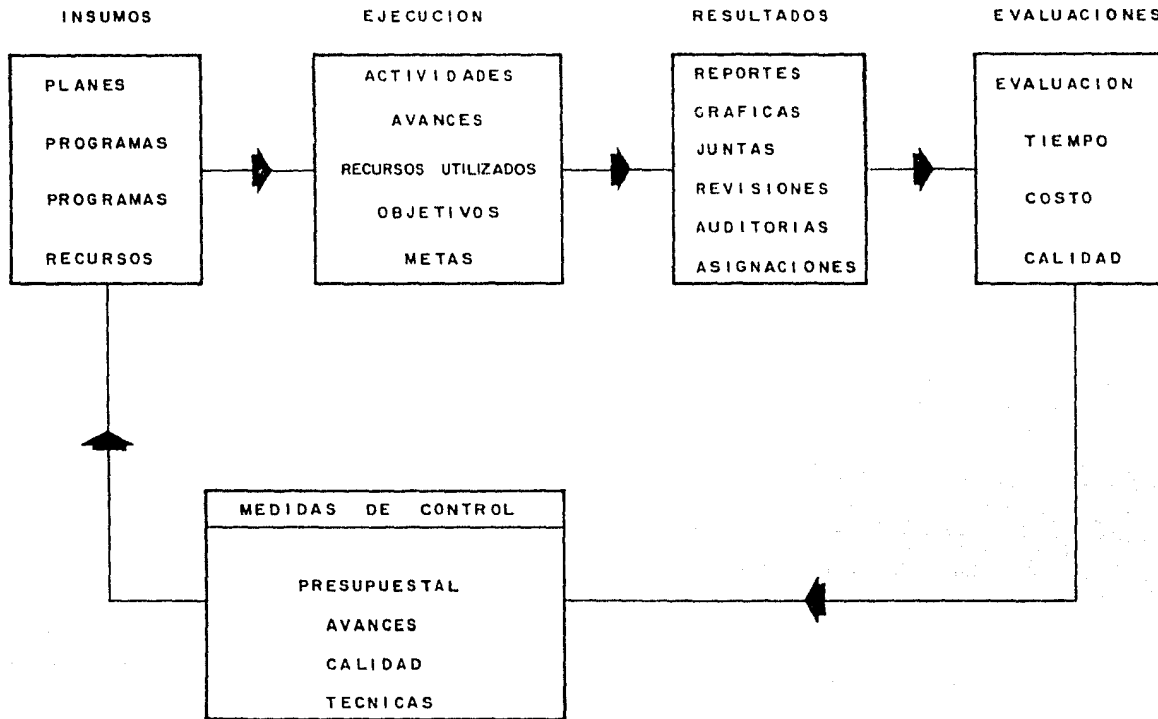 INSUMOS
PLANES
PROGRAMAS
PROGRAMAS
RECURSOS
EJECUCION
ACTIVIDADES
AVANCES
RECURSOS UTILIZADOS
OBJETIVOS
METAS
RESULTADOS
REPORTES
GRAFICAS
JUNTAS
REVISIONES
AUDITORIAS
ASIGNACIONES
EVALUACIONES
EVALUACION
TIEMPO
COSTO
CALIDAD
MEDIDAS DE CONTROL
PRESUPUESTAL
AVANCES
CALIDAD
TECNICAS